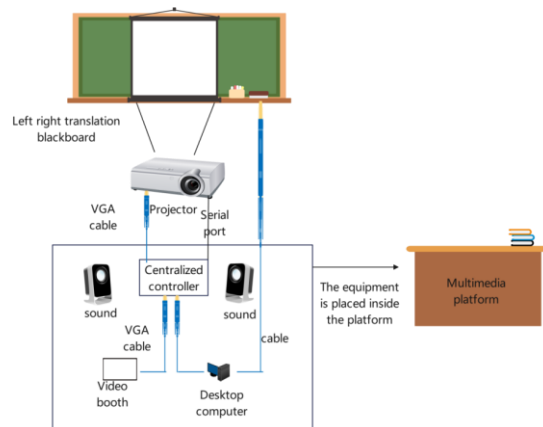 Left right translation
blackboard
VGA
cable
Projector
Serial
port
Centralized
controller
sound
sound
VGA
cable
cable
Video
booth
Desktop
computer
The equipment
is placed inside
the platform
Multimedia
platform